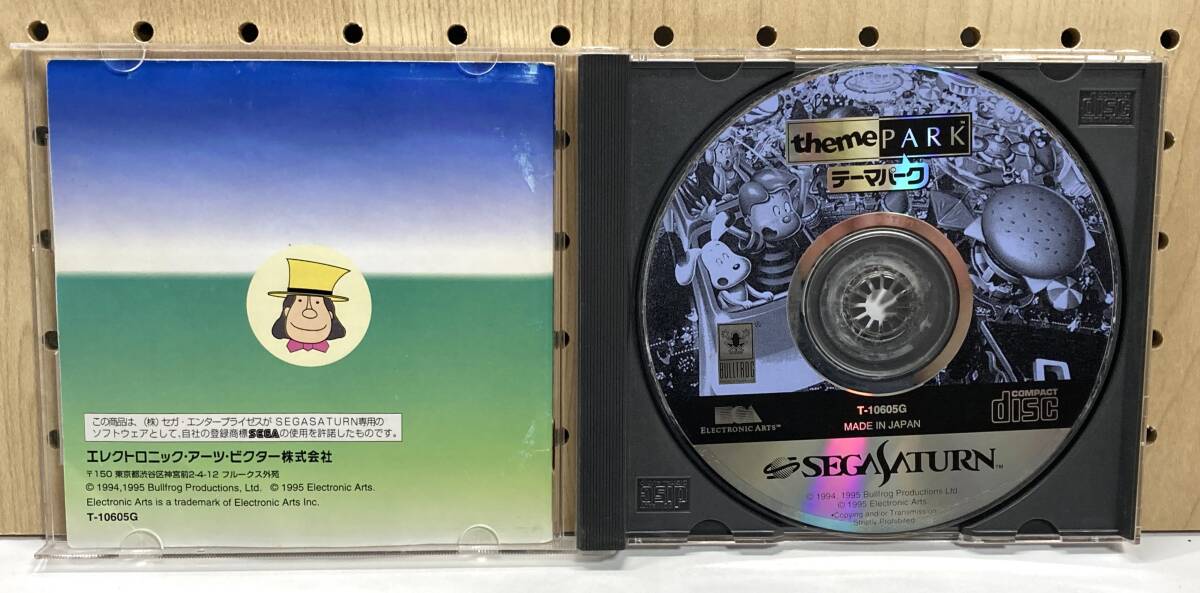 この商品は、(株)セガ・エンタープライゼスがSEGASATURN専用の
ソフトウェアとして、自社の登録商標SEGAの使用を許諾したものです。
エレクトロニック・アーツ・ビクター株式会社
〒150 東京都渋谷区神宮前2-4-12 フルークス外苑
© 1994,1995 Bullfrog Productions, Ltd. © 1995 Electronic Arts.
Electronic Arts is a trademark of Electronic Arts Inc.
T-10605G
theme PARK™
テーマパーク
BULLFROG®
ELECTRONIC ARTS™
T-10605G
MADE IN JAPAN
COMPACT
disc
SEGASATURN™
© 1994, 1995 Bullfrog Productions Ltd
© 1995 Electronic Arts.
•Copying and/or Transmission
Strictly Prohibited.
disc
disc